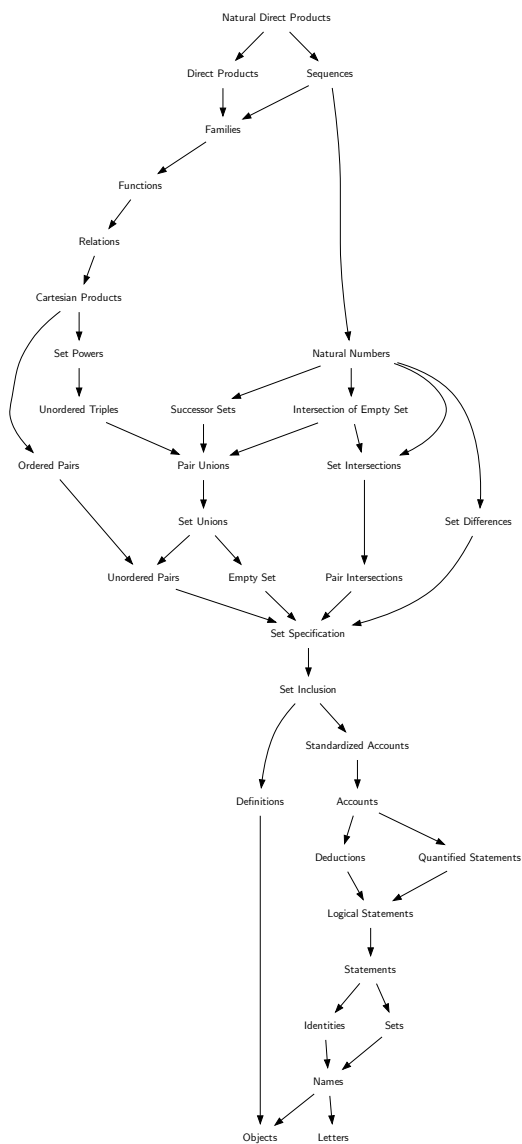 Natural Direct Products
Direct Products
Sequences
Families
Functions
Relations
Cartesian Products
Set Powers
Natural Numbers
Unordered Triples
Successor Sets
Intersection of Empty Set
Ordered Pairs
Pair Unions
Set Intersections
Set Unions
Set Differences
Unordered Pairs
Empty Set
Pair Intersections
Set Specification
Set Inclusion
Standardized Accounts
Definitions
Accounts
Deductions
Quantified Statements
Logical Statements
Statements
Identities
Sets
Names
Objects
Letters